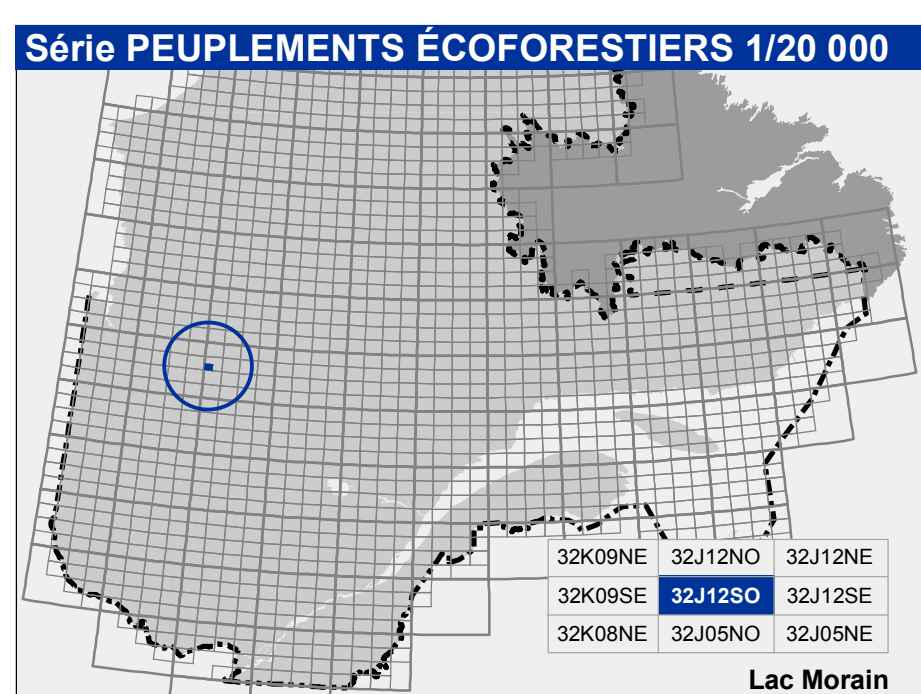 Série PEUPLEMENTS ÉCOFORESTIERS 1/20 000
32K09NE 32J12NO 32J12NE
32K09SE 32J12SO 32J12SE
32K08NE 32J05NO 32J05NE
Lac Morain